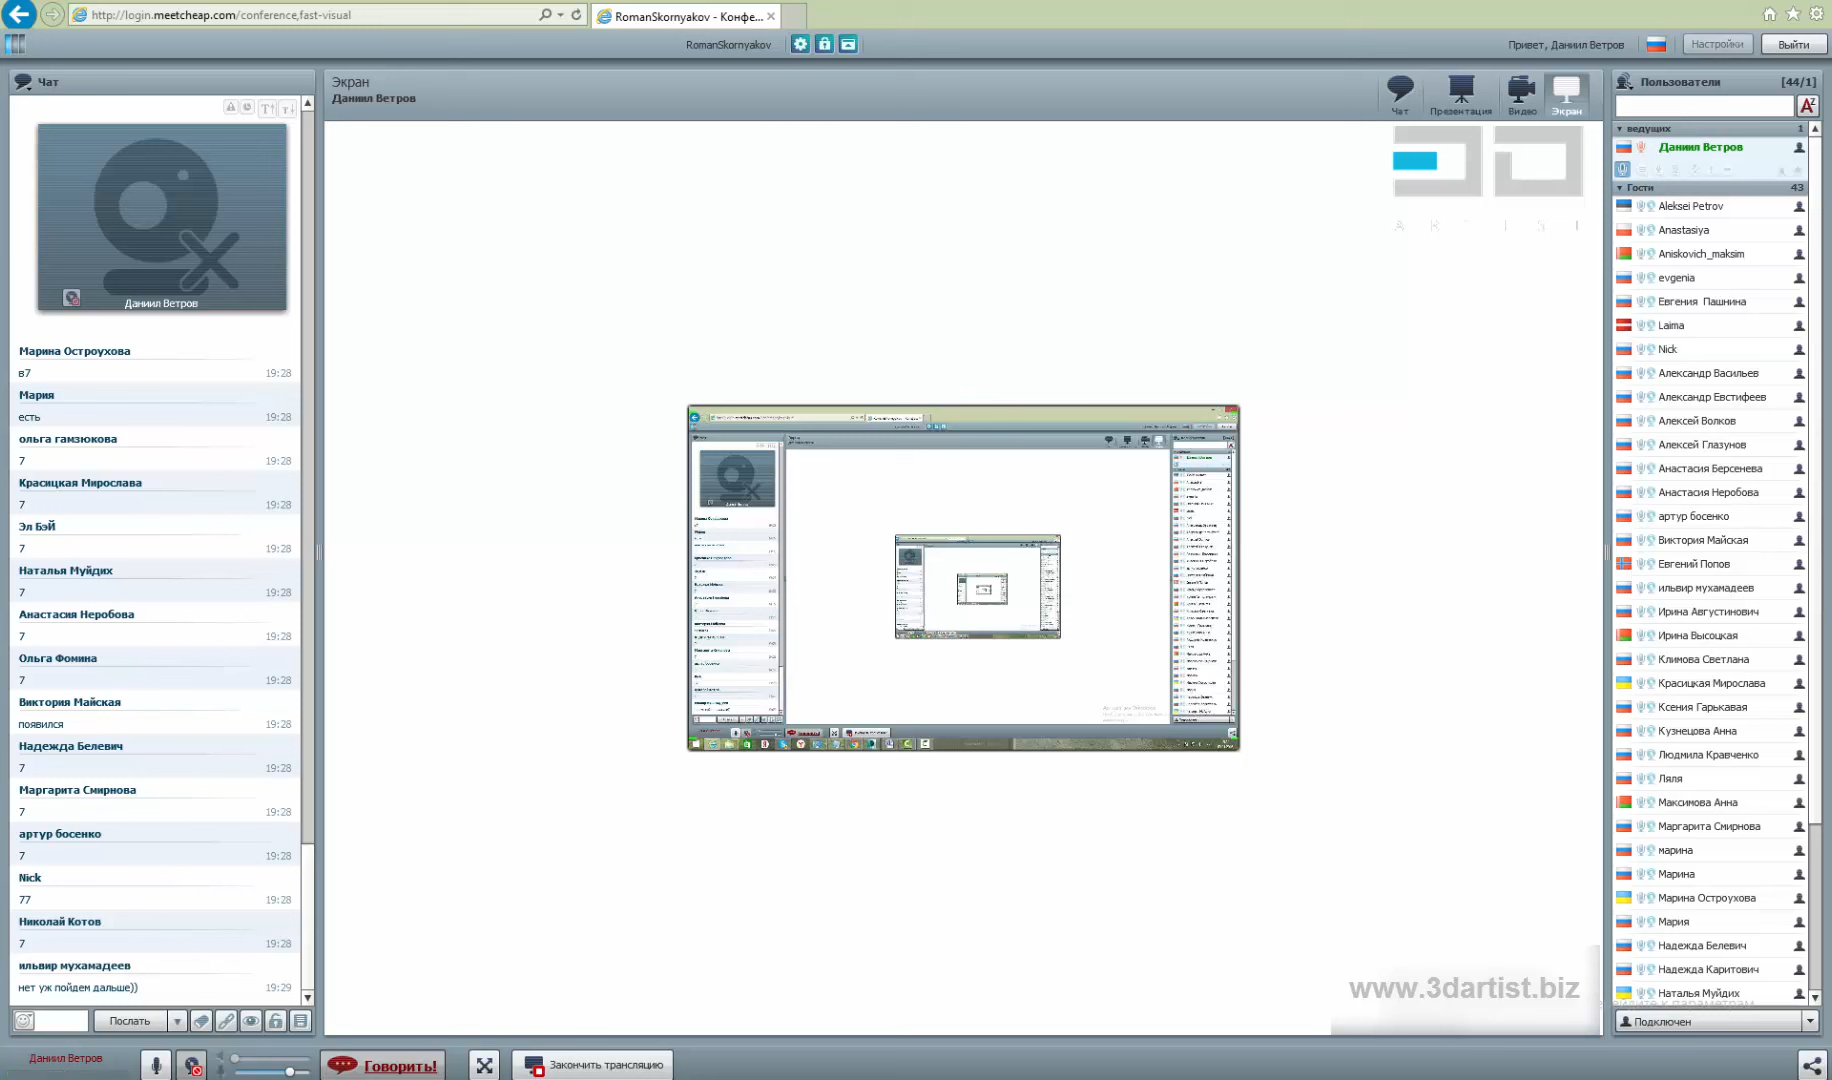 http://login.meetcheap.com/conference,fast-visual
RomanSkornyakov - Конфе...
RomanSkornyakov
Привет, Даниил Ветров
Настройки
Выйти
Чат
Даниил Ветров
Марина Остроухова
в7
19:28
Мария
есть
19:28
ольга гамзюкова
7
19:28
Красицкая Мирослава
7
19:28
Эл БэЙ
7
19:28
Наталья Муйдих
7
19:28
Анастасия Неробова
7
19:28
Ольга Фомина
7
19:28
Виктория Майская
появился
19:28
Надежда Белевич
7
19:28
Маргарита Смирнова
7
19:28
артур босенко
7
19:28
Nick
77
19:28
Николай Котов
7
19:28
ильвир мухамадеев
нет уж пойдем дальше))
19:29
Послать
Экран
Даниил Ветров
Чат
Презентация
Видео
Экран
www.3dartist.biz
Пользователи
[44/1]
ведущих
1
Даниил Ветров
Гости
43
Aleksei Petrov
Anastasiya
Aniskovich_maksim
evgenia
Евгения Пашнина
Laima
Nick
Александр Васильев
Александр Евстифеев
Алексей Волков
Алексей Глазунов
Анастасия Берсенева
Анастасия Неробова
артур босенко
Виктория Майская
Евгений Попов
ильвир мухамадеев
Ирина Августинович
Ирина Высоцкая
Климова Светлана
Красицкая Мирослава
Ксения Гарькавая
Кузнецова Анна
Людмила Кравченко
Ляля
Максимова Анна
Маргарита Смирнова
марина
Марина
Марина Остроухова
Мария
Надежда Белевич
Надежда Каритович
Наталья Муйдих
Подключен
Даниил Ветров
Говорить!
Закончить трансляцию